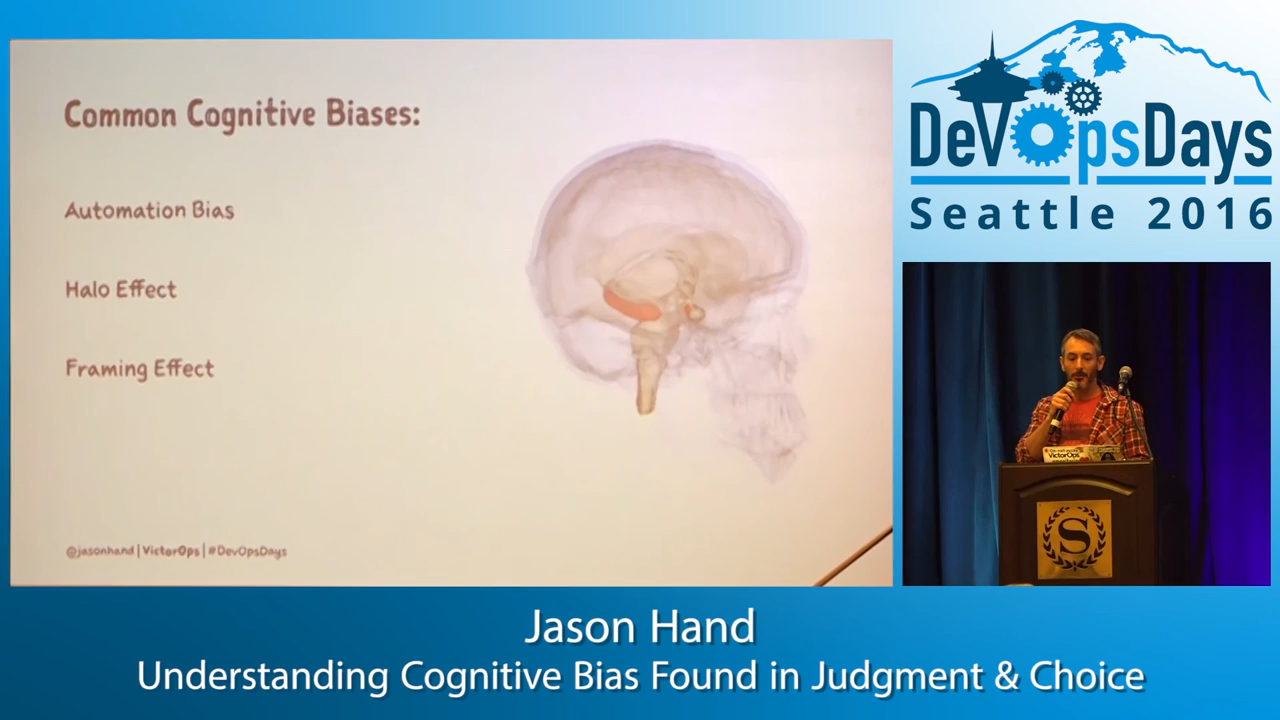 Common Cognitive Biases:
Automation Bias
Halo Effect
Framing Effect
@jasonhand | VictorOps | #DevOpsDays
DevOpsDays
Seattle 2016
VictorOps
S
Jason Hand
Understanding Cognitive Bias Found in Judgment & Choice